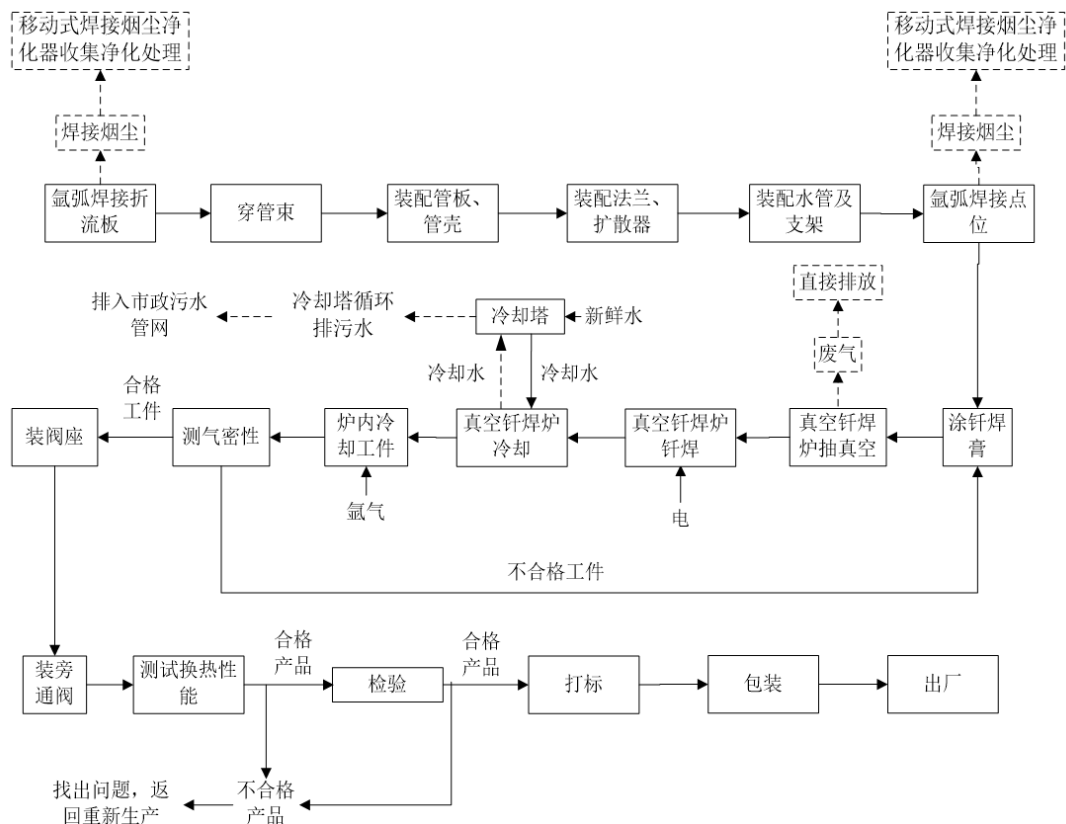 移动式焊接烟尘净
化器收集净化处理
移动式焊接烟尘净
化器收集净化处理
焊接烟尘
焊接烟尘
氩弧焊接折
流板
穿管束
装配管板、
管壳
装配法兰、
扩散器
装配水管及
支架
氩弧焊接点
位
直接排放
排入市政污水
管网
冷却塔循环
排污水
冷却塔
新鲜水
废气
冷却水
冷却水
合格
工件
装阀座
测气密性
炉内冷
却工件
真空钎焊炉
冷却
真空钎焊炉
钎焊
真空钎焊
炉抽真空
涂钎焊
膏
氩气
电
不合格工件
装旁
通阀
测试换热性
能
合格
产品
检验
合格
产品
打标
包装
出厂
找出问题，返
回重新生产
不合格
产品